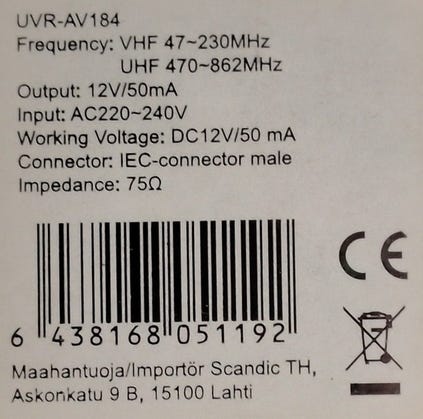 UVR-AV184
Frequency: VHF 47~230MHz
UHF 470~862MHz
Output: 12V/50mA
Input: AC220~240V
Working Voltage: DC12V/50 mA
Connector: IEC-connector male
Impedance: 75Ω
CE
6 438168 051192
Maahantuoja/Importör Scandic TH,
Askonkatu 9 B, 15100 Lahti